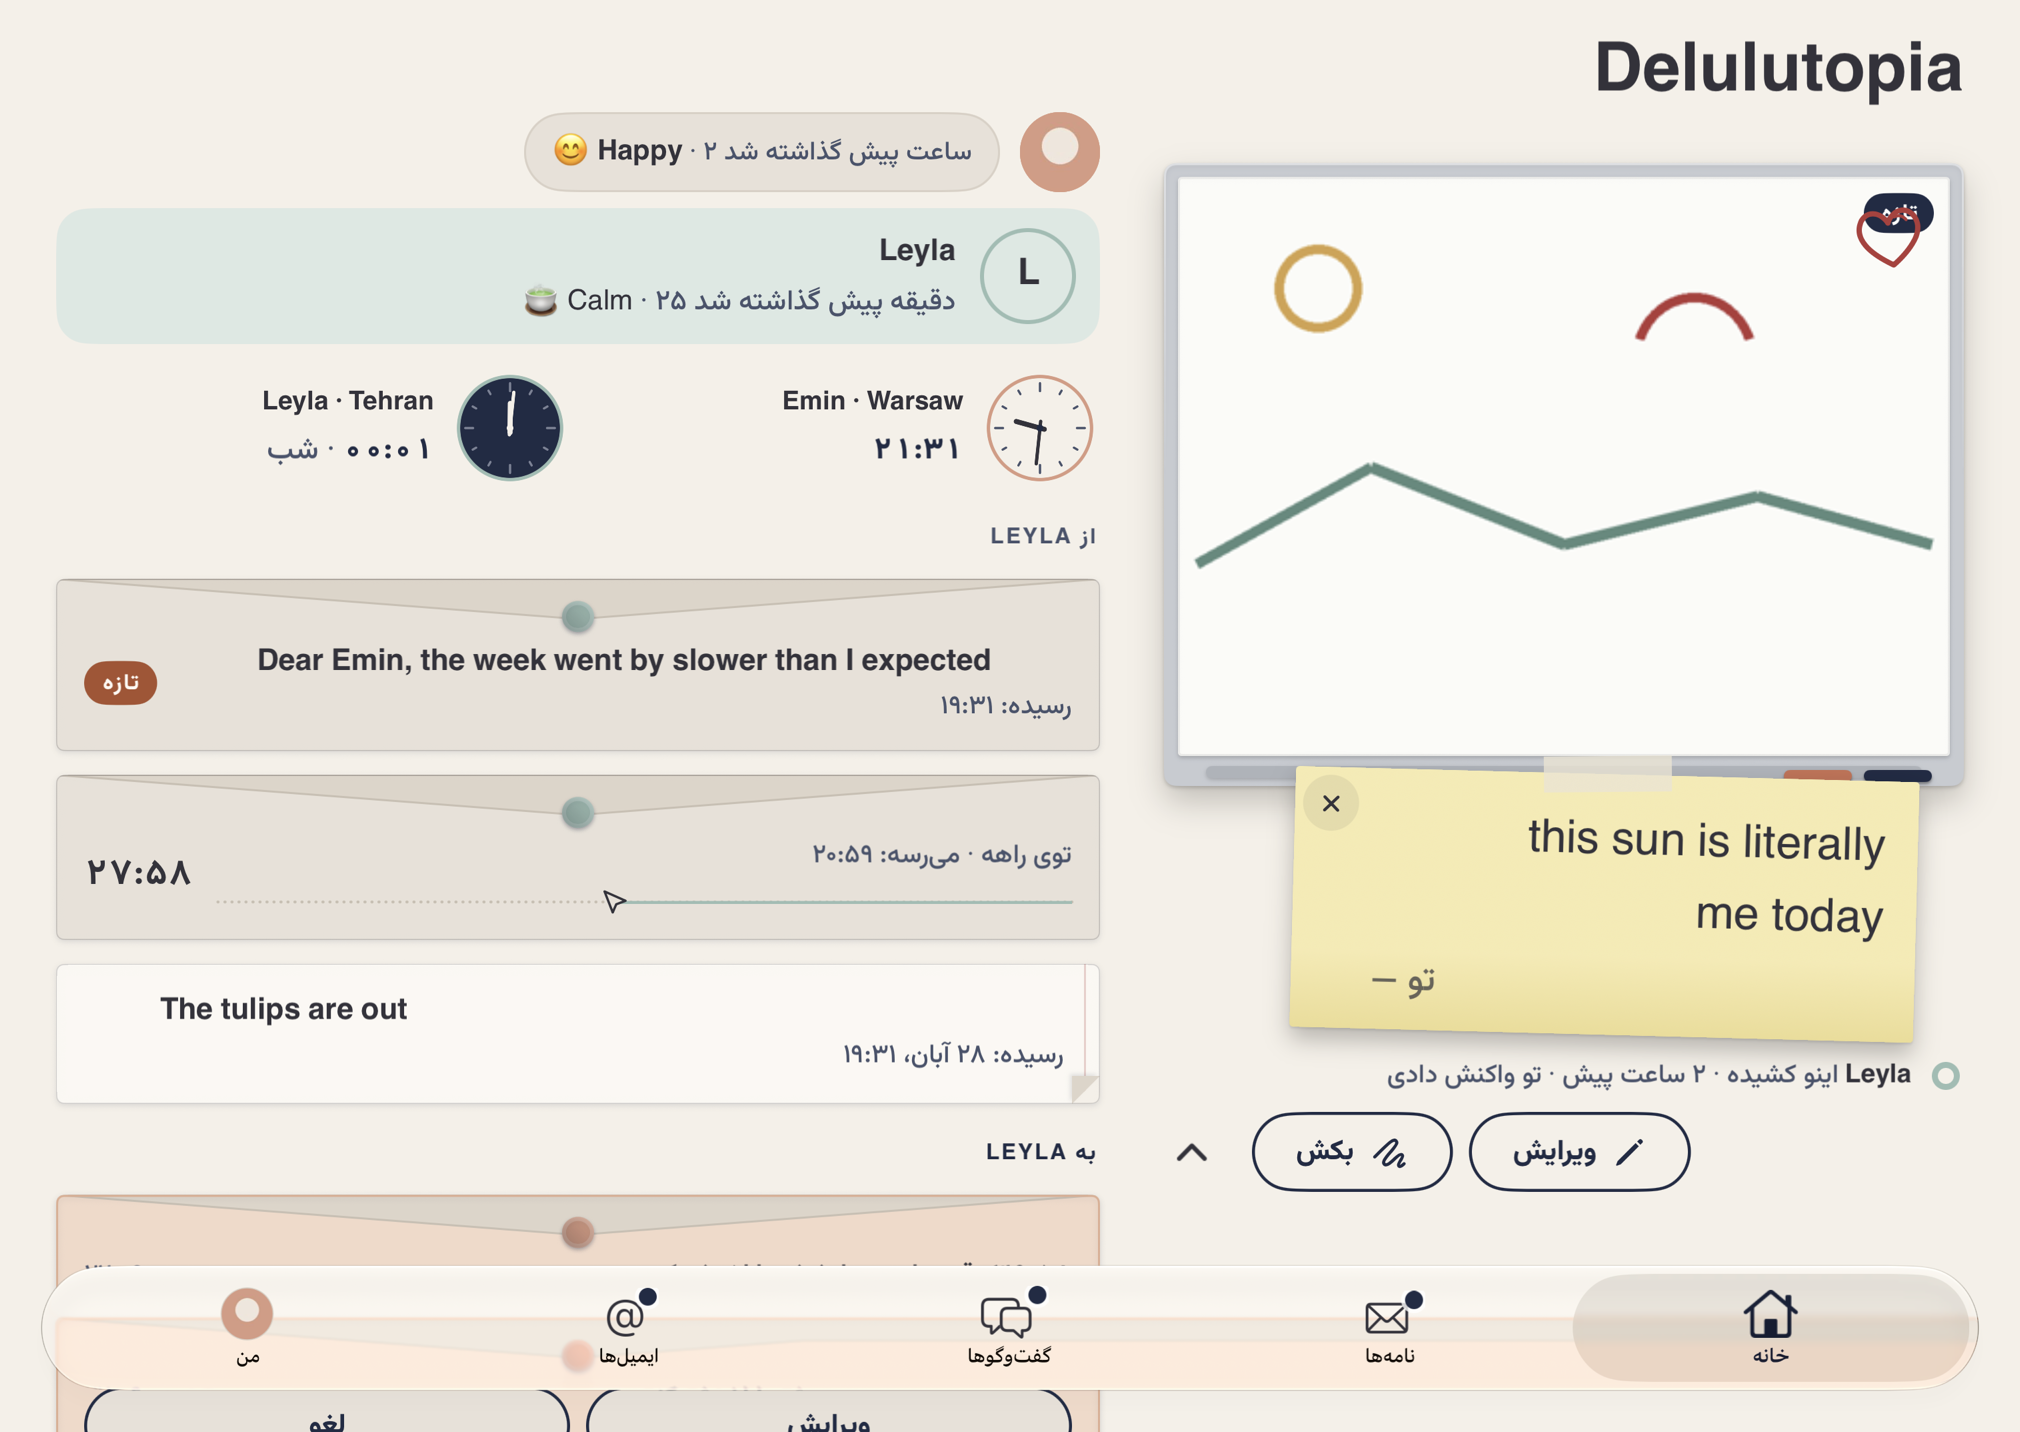 Delulutopia
تازه
this sun is literally
me today
تو –
Leyla اینو کشیده · ۲ ساعت پیش · تو واکنش دادی
ویرایش
بکش
😊 Happy · ۲ ساعت پیش گذاشته شد
L
Leyla
🍵 Calm · ۲۵ دقیقه پیش گذاشته شد
Emin · Warsaw
۲۱:۳۱
Leyla · Tehran
۰۰:۰۱ · شب
از LEYLA
Dear Emin, the week went by slower than I expected
رسیده: ۱۹:۳۱
تازه
توی راهه · می‌رسه: ۲۰:۵۹
۲۷:۵۸
The tulips are out
رسیده: ۲۸ آبان، ۱۹:۳۱
به LEYLA
ویرایش
لغو
خانه
نامه‌ها
گفت‌وگوها
@
ایمیل‌ها
من